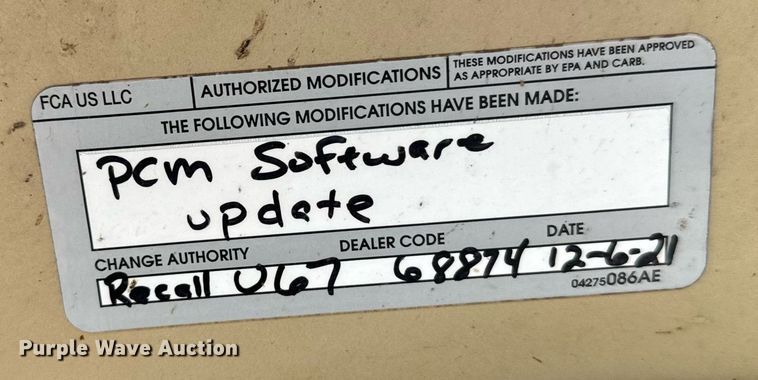 FCA US LLC
AUTHORIZED MODIFICATIONS
THESE MODIFICATIONS HAVE BEEN APPROVED
AS APPROPRIATE BY EPA AND CARB.
THE FOLLOWING MODIFICATIONS HAVE BEEN MADE:
PCM Software
update
CHANGE AUTHORITY
DEALER CODE
DATE
Recall U67
68874
12-6-21
04275086AE
Purple Wave Auction